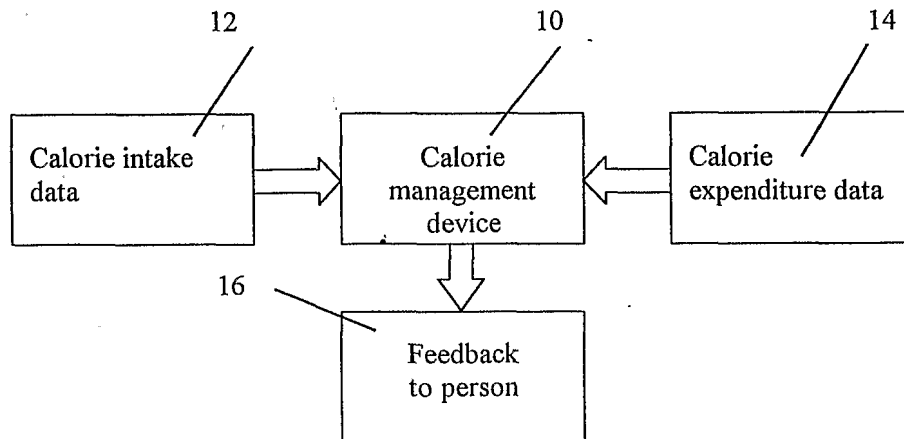 12
10
14
Calorie intake
data
Calorie
management
device
Calorie
expenditure data
16
Feedback
to person